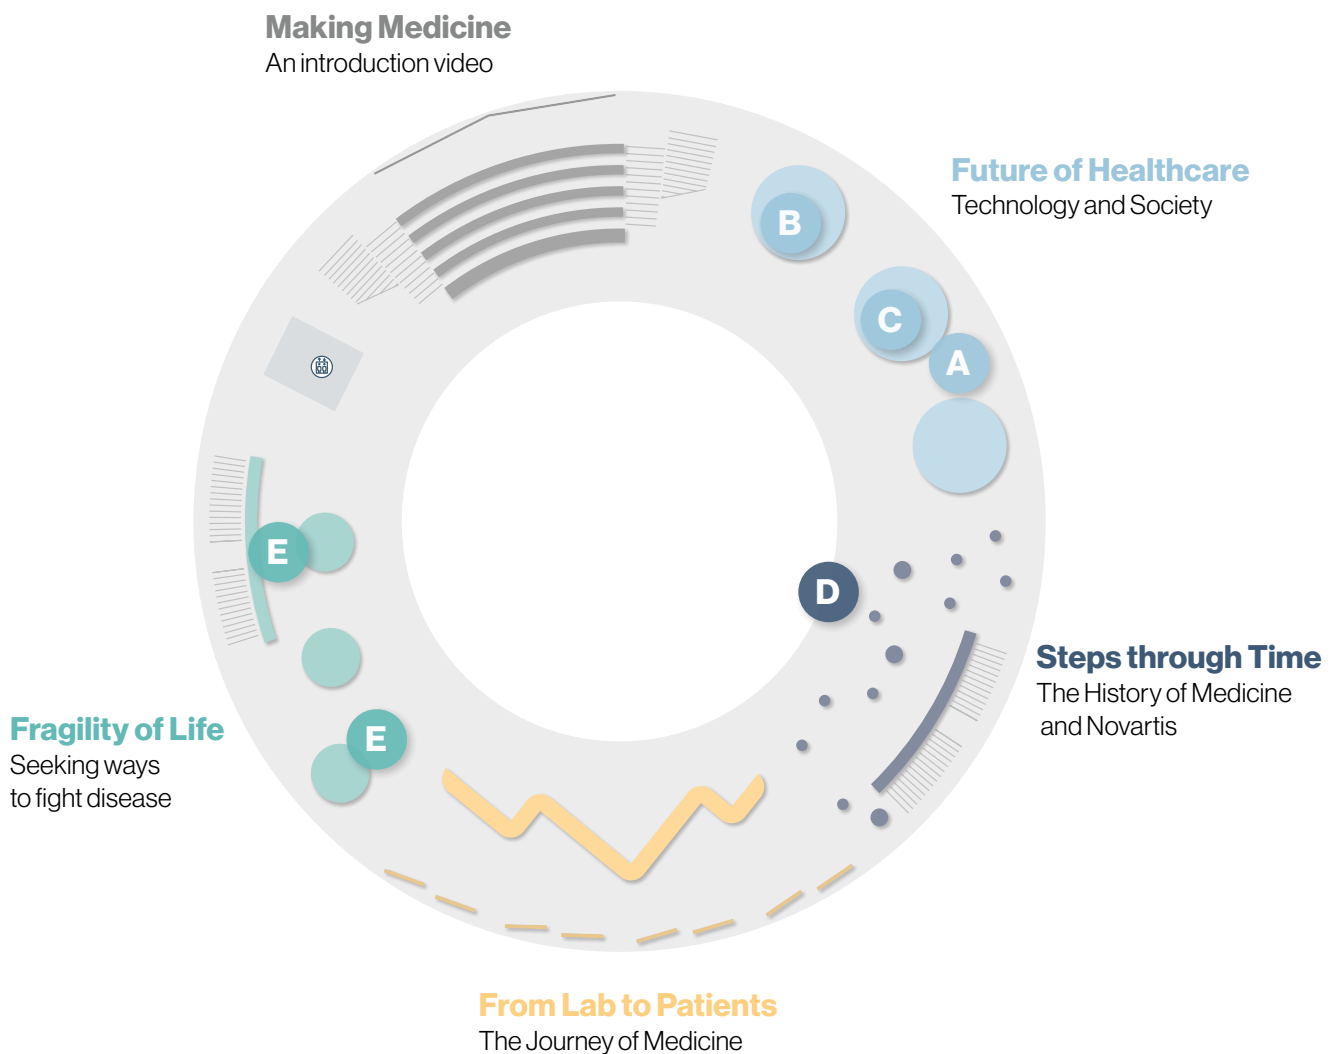 Making Medicine
An introduction video
Future of Healthcare
Technology and Society
B
C
A
E
D
Steps through Time
The History of Medicine
and Novartis
Fragility of Life
Seeking ways
to fight disease
E
From Lab to Patients
The Journey of Medicine